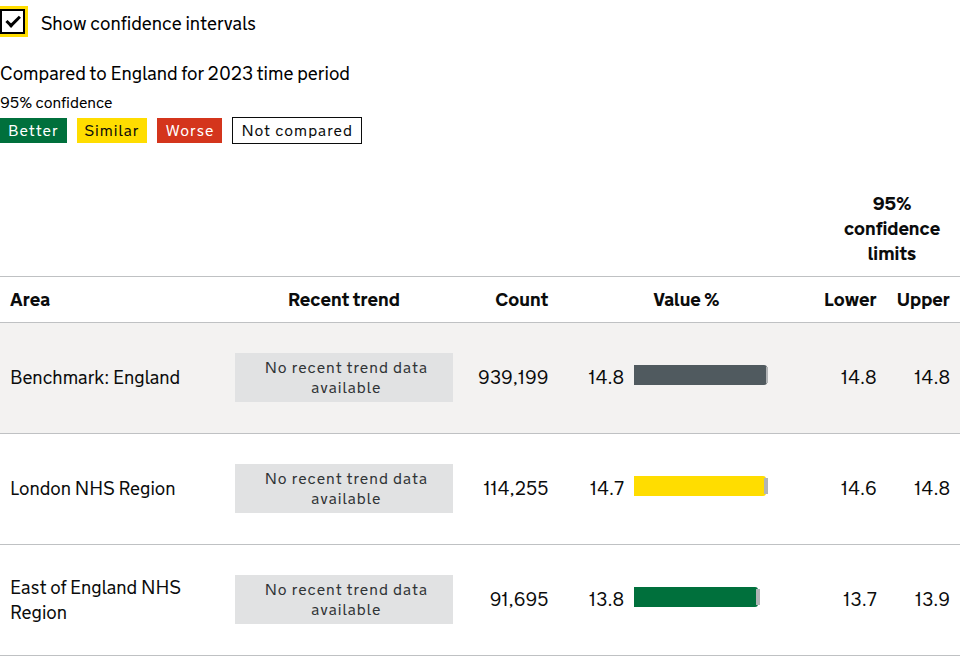 Show confidence intervals
Compared to England for 2023 time period
95% confidence
Better Similar Worse Not compared
95%
confidence
limits
Area Recent trend Count Value % Lower Upper
Benchmark: England No recent trend data available 939,199 14.8 14.8 14.8
London NHS Region No recent trend data available 114,255 14.7 14.6 14.8
East of England NHS Region No recent trend data available 91,695 13.8 13.7 13.9